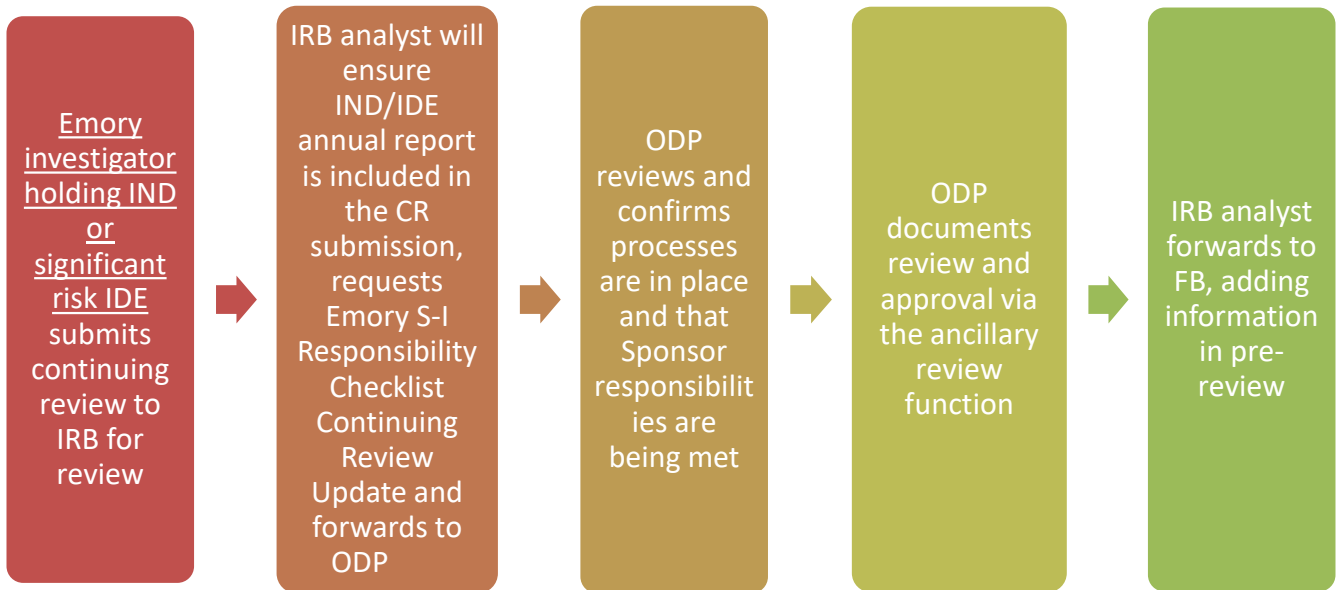 Emory
investigator
holding IND
or
significant
risk IDE
submits
continuing
review to
IRB for
review
IRB analyst will
ensure
IND/IDE
annual report
is included in
the CR
submission,
requests
Emory S-I
Responsibility
Checklist
Continuing
Review
Update and
forwards to
ODP
ODP
reviews and
confirms
processes
are in place
and that
Sponsor
responsibilit
ies are
being met
ODP
documents
review and
approval via
the ancillary
review
function
IRB analyst
forwards to
FB, adding
information
in pre-
review